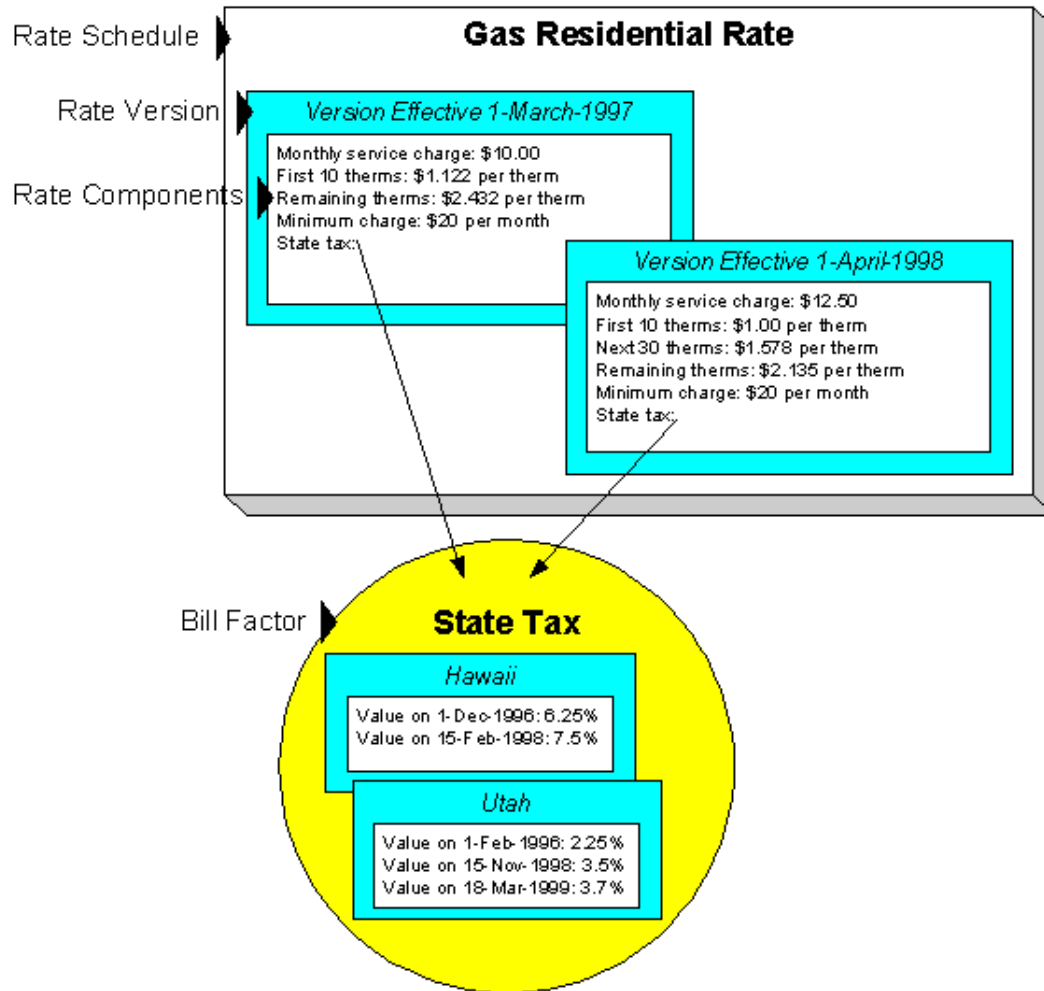 Gas Residential Rate
Rate Schedule
Rate Version
Version Effective 1-March-1997
Monthly service charge: $10.00
First 10 therms: $1.122 per therm
Rate Components
Remaining therms: $2.432 per therm
Minimum charge: $20 per month
State tax:
Version Effective 1-April-1998
Monthly service charge: $12.50
First 10 therms: $1.00 per therm
Next 30 therms: $1.578 per therm
Remaining therms: $2.135 per therm
Minimum charge: $20 per month
State tax:
Bill Factor
State Tax
Hawaii
Value on 1-Dec-1996: 6.25%
Value on 15-Feb-1998: 7.5%
Utah
Value on 1-Feb-1996: 2.25%
Value on 15-Nov-1998: 3.5%
Value on 18-Mar-1999: 3.7%